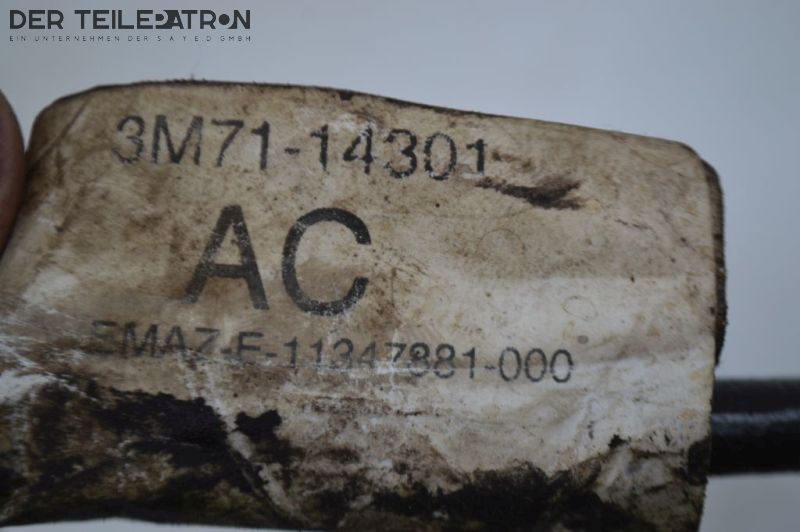 DER TEILEPATRON
EIN UNTERNEHMEN DER S A Y E D GMBH
3M71-14301
AC
EMAZ-E-11347881-000